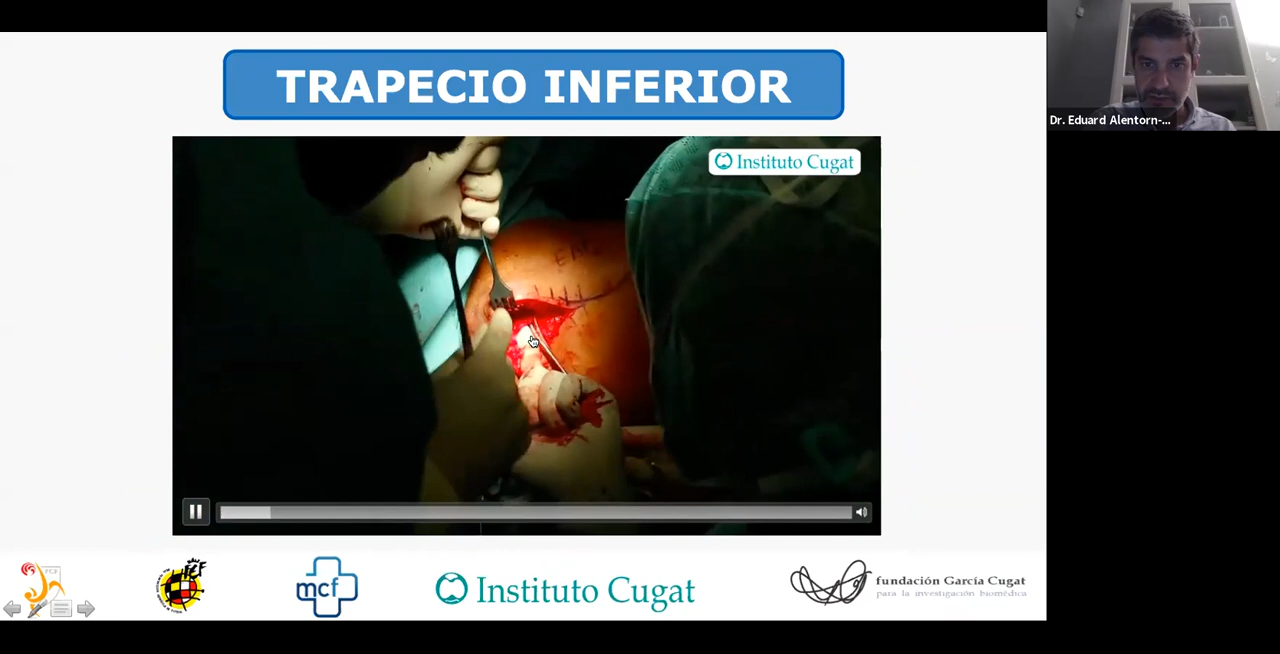 TRAPECIO INFERIOR
Dr. Eduard Alentorn-...
Instituto Cugat
mcf
Instituto Cugat
fundación García Cugat
para la investigación biomédica